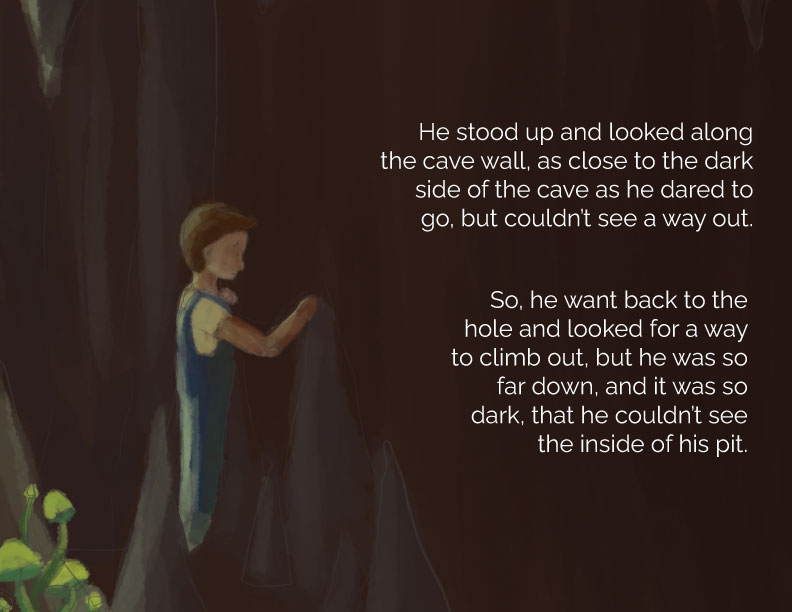 He stood up and looked along
the cave wall, as close to the dark
side of the cave as he dared to
go, but couldn't see a way out.
So, he want back to the
hole and looked for a way
to climb out, but he was so
far down, and it was so
dark, that he couldn't see
the inside of his pit.